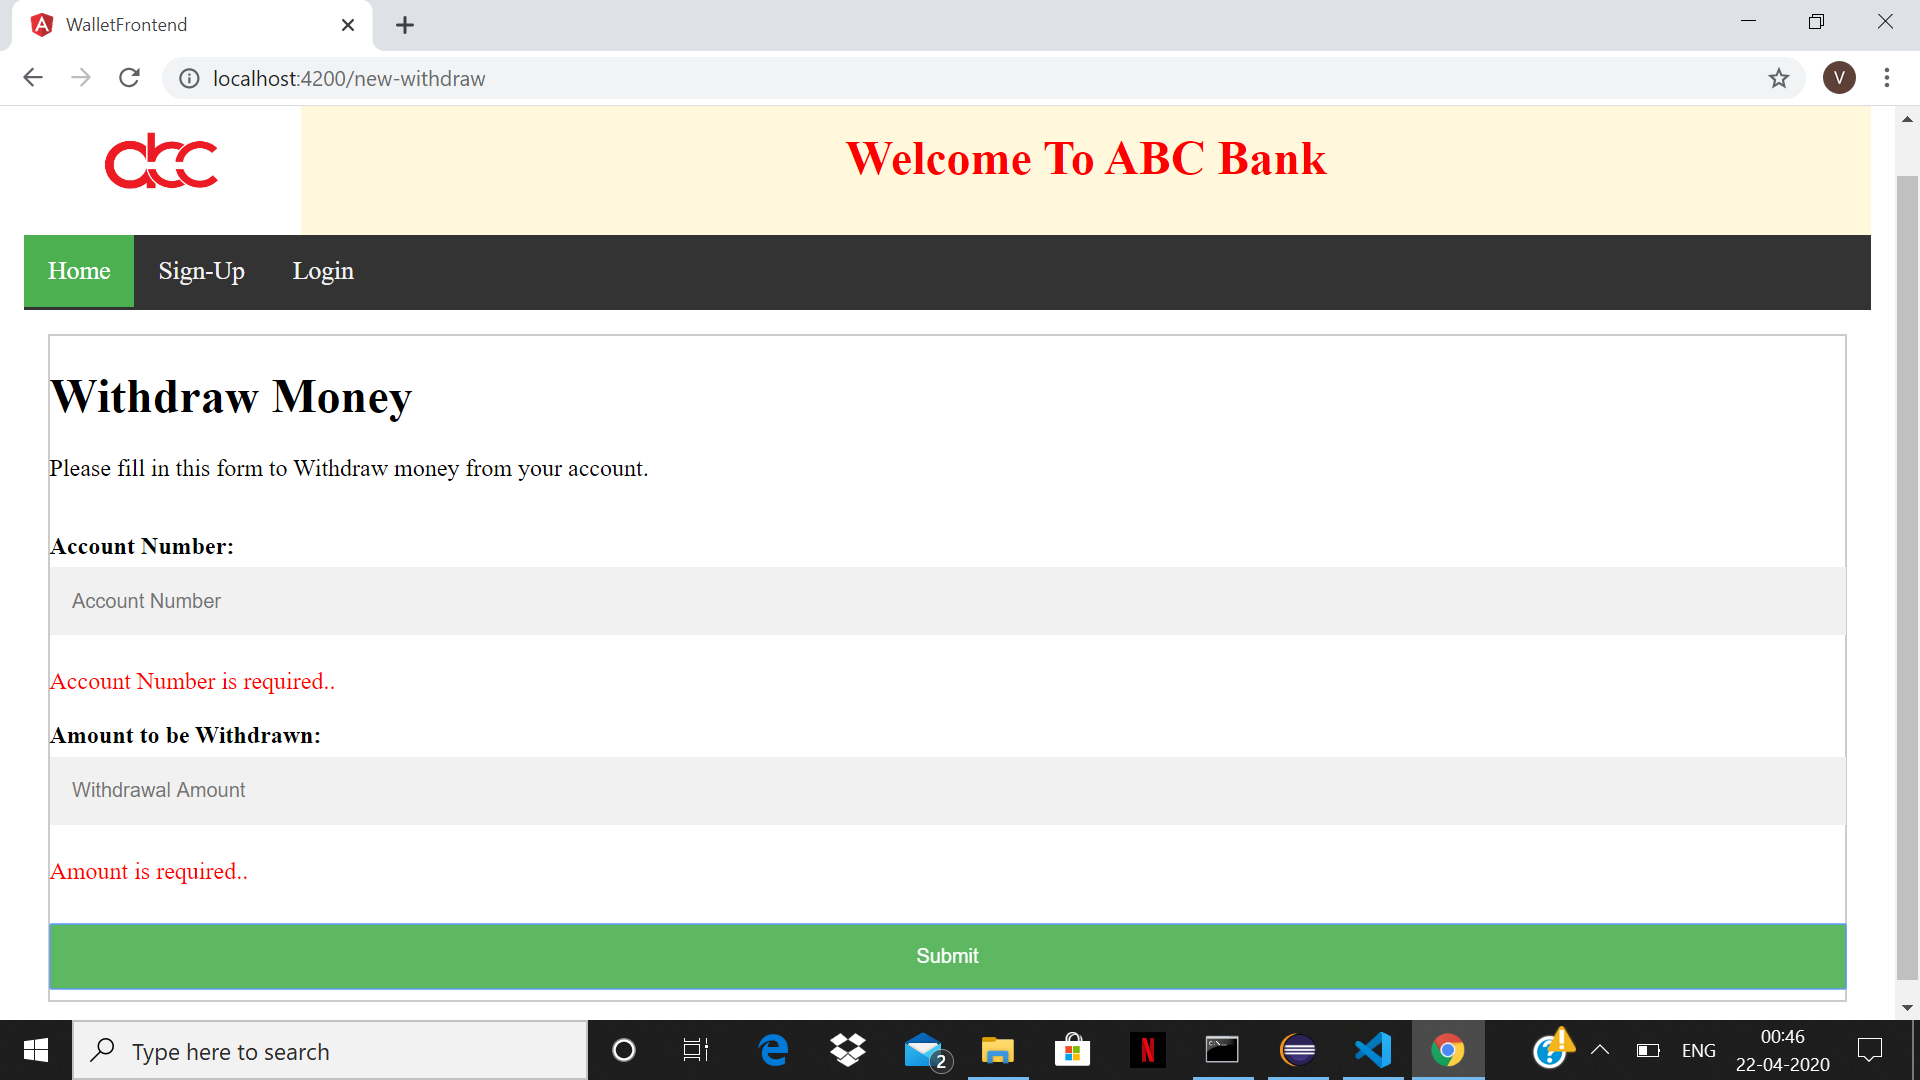 WalletFrontend
localhost:4200/new-withdraw
V
abc
Welcome To ABC Bank
Home Sign-Up Login
Withdraw Money
Please fill in this form to Withdraw money from your account.
Account Number:
Account Number
Account Number is required..
Amount to be Withdrawn:
Withdrawal Amount
Amount is required..
Submit
Type here to search
2
N
ENG
00:46
22-04-2020